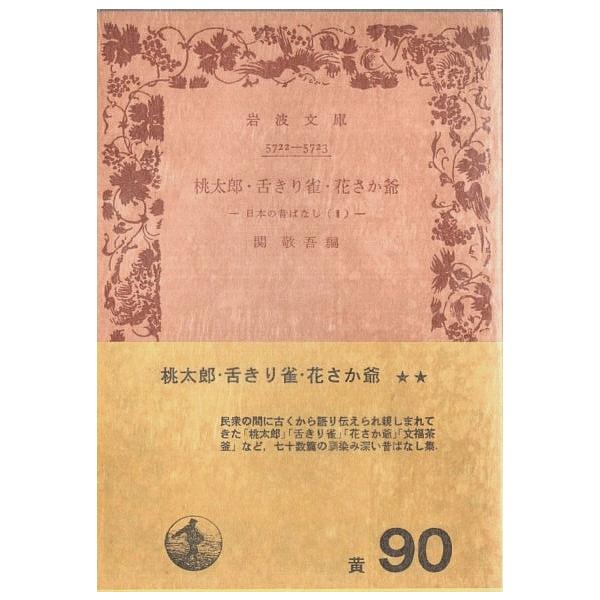 岩波文庫
5722—5723
桃太郎・舌きり雀・花さか爺
— 日本の昔ばなし(Ⅱ) —
関敬吾編
桃太郎・舌きり雀・花さか爺 ★★
民衆の間に古くから語り伝えられ親しまれて
きた「桃太郎」「舌きり雀」「花さか爺」「文福茶
釜」など,七十数篇の馴染み深い昔ばなし集.
黄 90